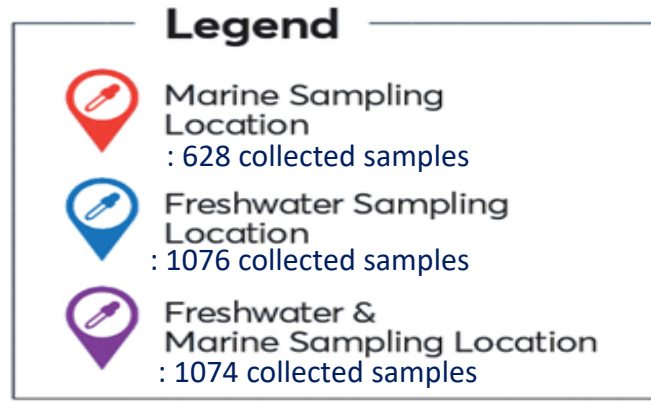 Legend
Marine Sampling
Location
: 628 collected samples
Freshwater Sampling
Location
: 1076 collected samples
Freshwater &
Marine Sampling Location
: 1074 collected samples